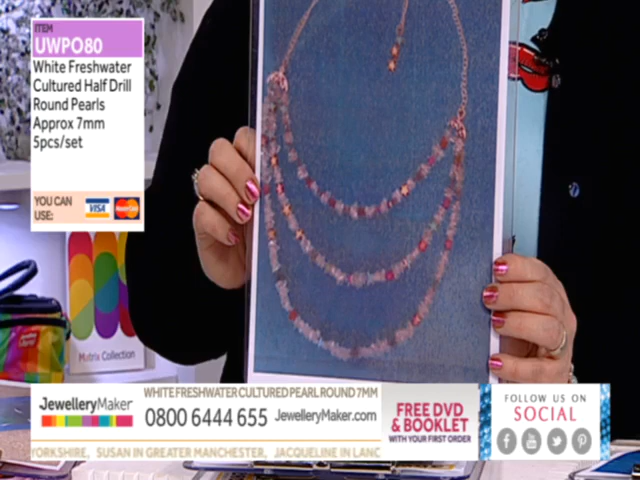 ITEM
UWPO80
White Freshwater
Cultured Half Drill
Round Pearls
Approx 7mm
5pcs/set
YOU CAN
USE:
VISA
MasterCard
Matrix Collection
JewelleryMaker
WHITE FRESHWATER CULTURED PEARL ROUND 7MM
0800 6444 655 JewelleryMaker.com
FREE DVD
& BOOKLET
WITH YOUR FIRST ORDER
FOLLOW US ON
SOCIAL
YORKSHIRE, SUSAN IN GREATER MANCHESTER, JACQUELINE IN LANC